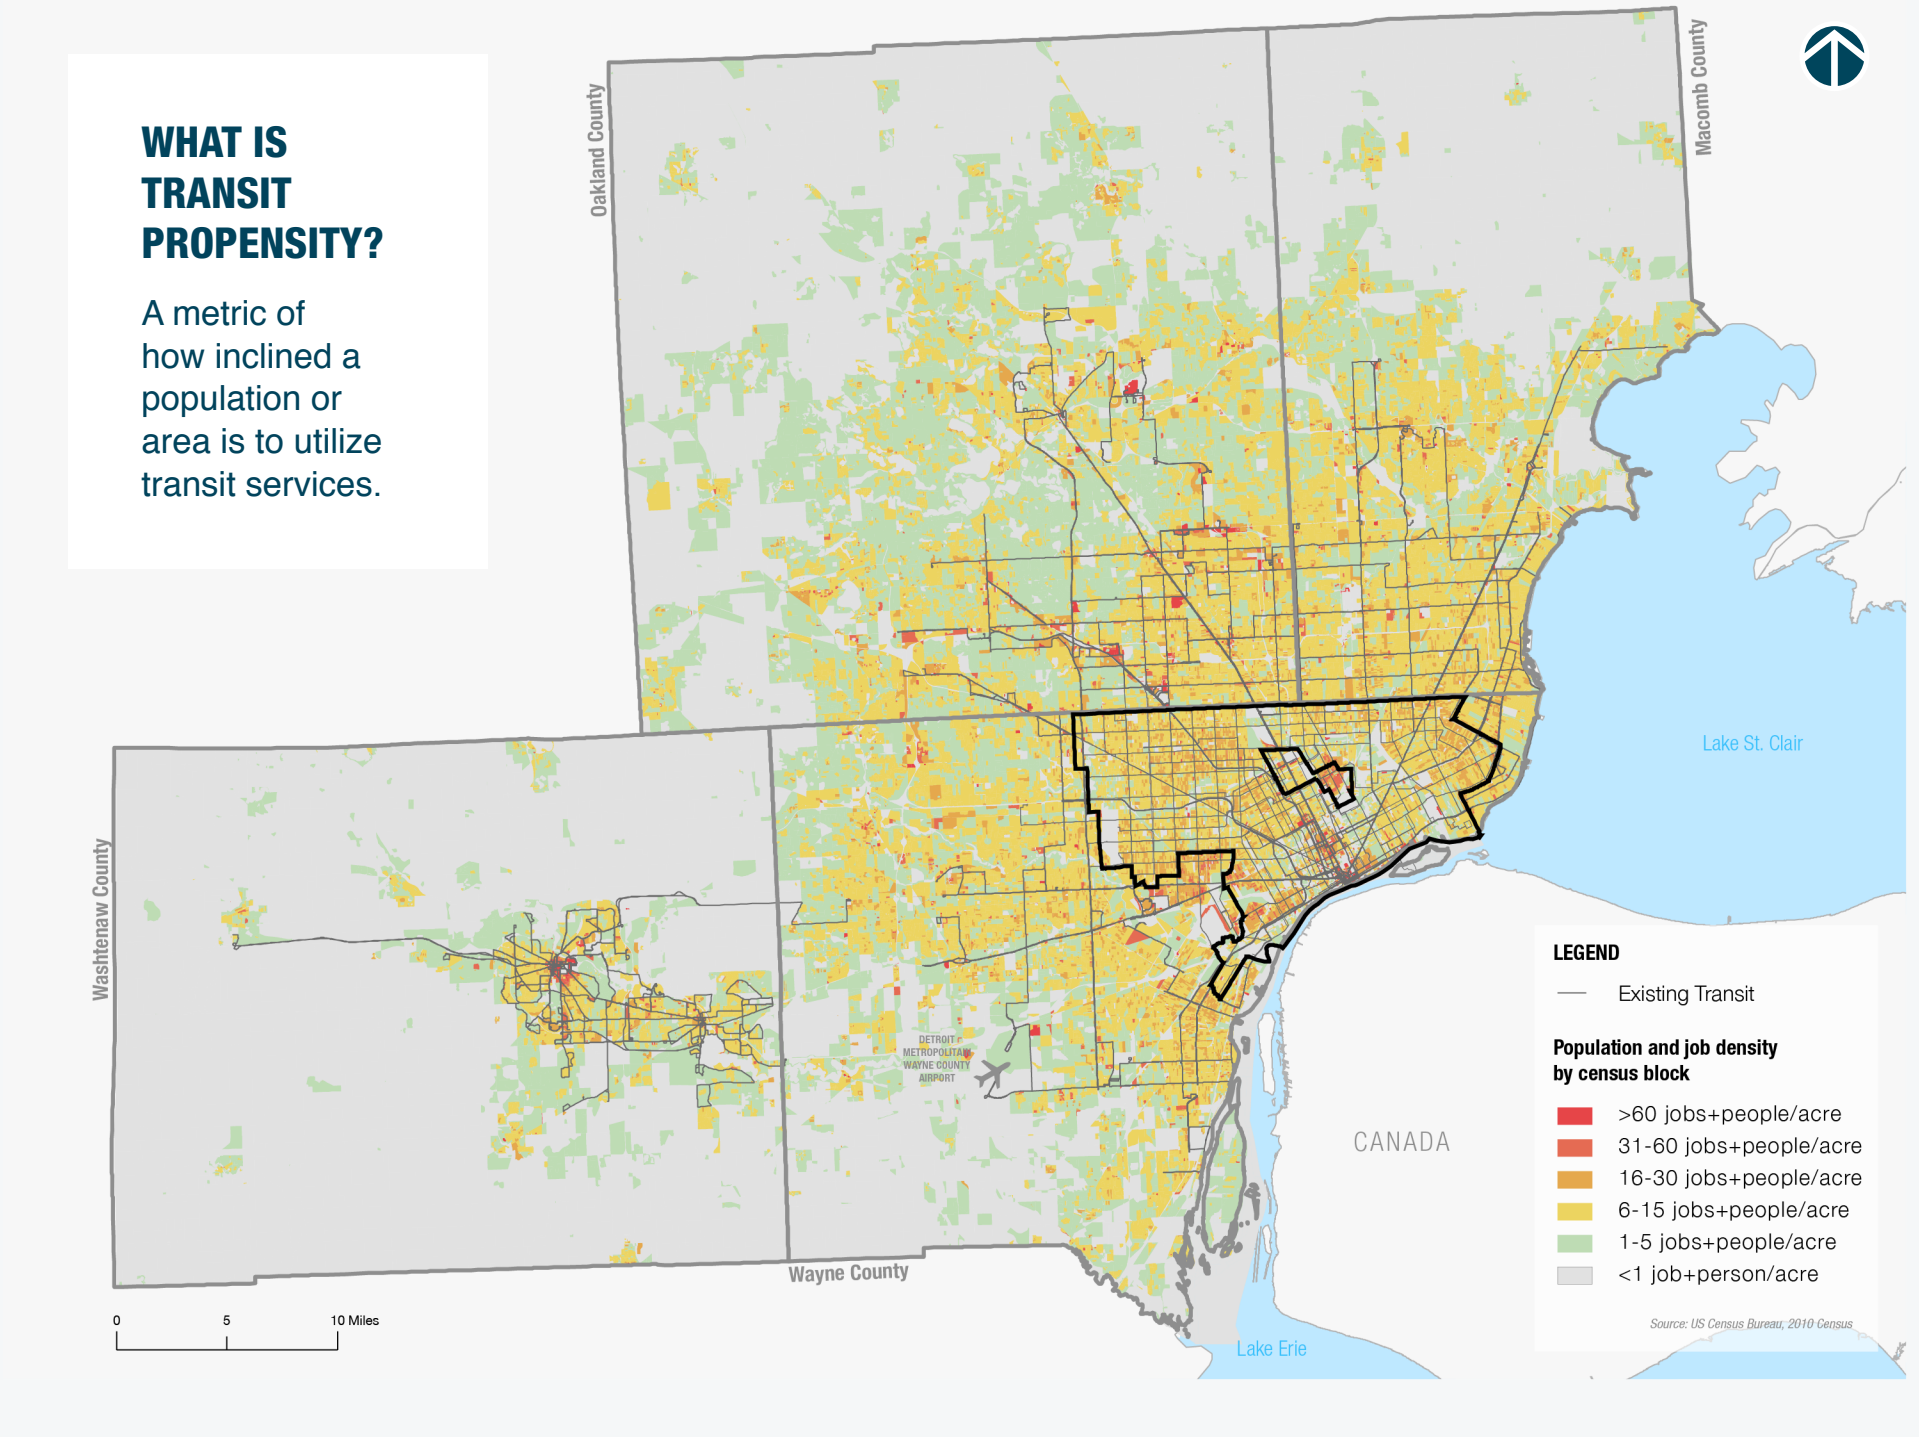 WHAT IS
TRANSIT
PROPENSITY?
A metric of
how inclined a
population or
area is to utilize
transit services.
Oakland County
Macomb County
Washtenaw County
Wayne County
DETROIT
METROPOLITAN
WAYNE COUNTY
AIRPORT
Lake St. Clair
CANADA
Lake Erie
0 5 10 Miles
LEGEND
Existing Transit
Population and job density
by census block
>60 jobs+people/acre
31-60 jobs+people/acre
16-30 jobs+people/acre
6-15 jobs+people/acre
1-5 jobs+people/acre
<1 job+person/acre
Source: US Census Bureau, 2010 Census